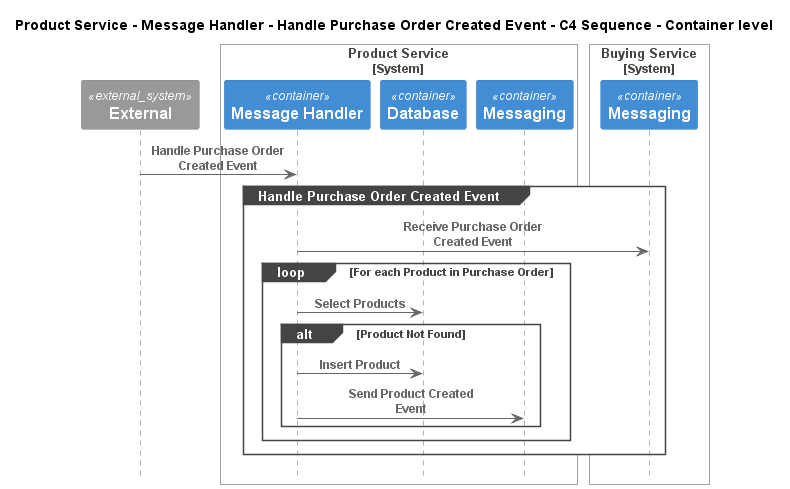 Product Service - Message Handler - Handle Purchase Order Created Event - C4 Sequence - Container level
Product Service
[System]
Buying Service
[System]
«external_system»
External
«container»
Message Handler
«container»
Database
«container»
Messaging
«container»
Messaging
Handle Purchase Order
Created Event
Handle Purchase Order Created Event
Receive Purchase Order
Created Event
loop [For each Product in Purchase Order]
Select Products
alt [Product Not Found]
Insert Product
Send Product Created
Event